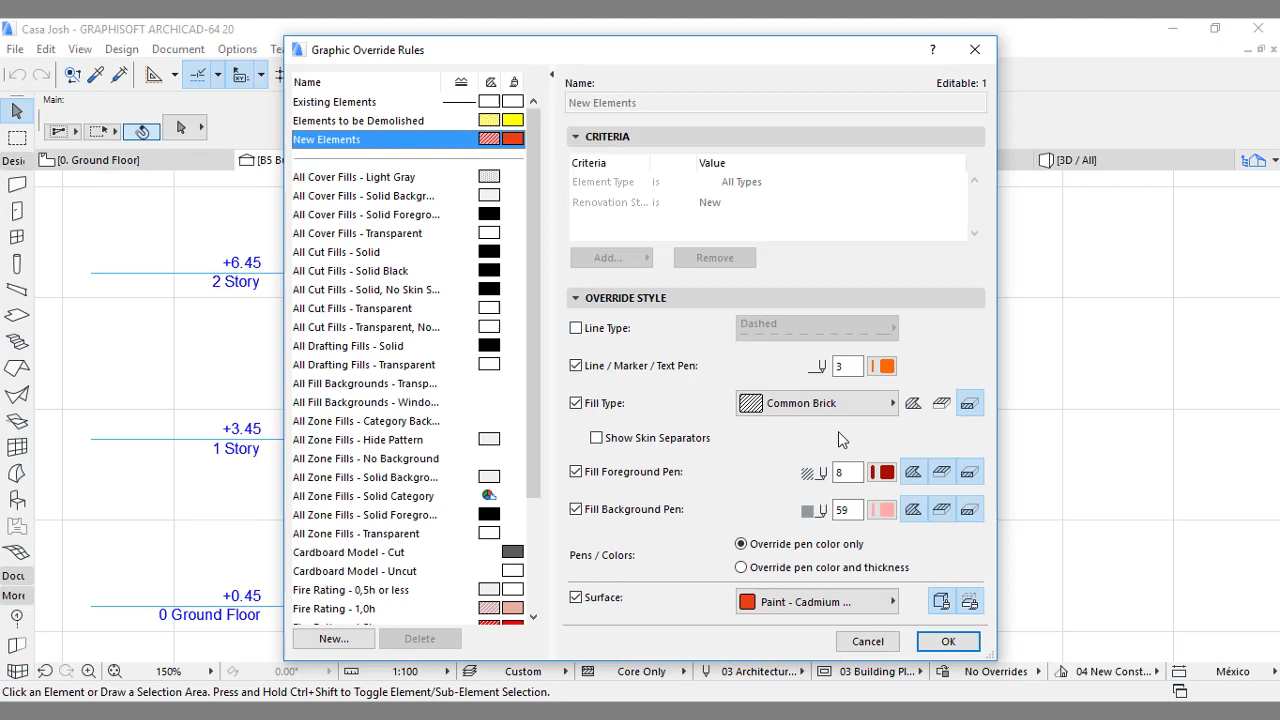 Casa Josh - GRAPHISOFT ARCHICAD-64 20
File Edit View Design Document Options
Main:
[0. Ground Floor]
[3D / All]
+6.45
2 Story
+3.45
1 Story
+0.45
0 Ground Floor
Graphic Override Rules
?
Name
Existing Elements
Elements to be Demolished
New Elements
All Cover Fills - Light Gray
All Cover Fills - Solid Backgr...
All Cover Fills - Solid Foregro...
All Cover Fills - Transparent
All Cut Fills - Solid
All Cut Fills - Solid Black
All Cut Fills - Solid, No Skin S...
All Cut Fills - Transparent
All Cut Fills - Transparent, No...
All Drafting Fills - Solid
All Drafting Fills - Transparent
All Fill Backgrounds - Transp...
All Fill Backgrounds - Windo...
All Zone Fills - Category Back...
All Zone Fills - Hide Pattern
All Zone Fills - No Background
All Zone Fills - Solid Backgro...
All Zone Fills - Solid Category
All Zone Fills - Solid Foregro...
All Zone Fills - Transparent
Cardboard Model - Cut
Cardboard Model - Uncut
Fire Rating - 0,5h or less
Fire Rating - 1,0h
New...
Delete
Name:
Editable: 1
New Elements
CRITERIA
Criteria Value
Element Type is All Types
Renovation St... is New
Add...
Remove
OVERRIDE STYLE
Line Type: Dashed
Line / Marker / Text Pen: 3
Fill Type: Common Brick
Show Skin Separators
Fill Foreground Pen: 8
Fill Background Pen: 59
Pens / Colors:
Override pen color only
Override pen color and thickness
Surface: Paint - Cadmium ...
Cancel
OK
150% 0.00° 1:100 Custom Core Only 03 Architectur... 03 Building Pl... No Overrides 04 New Const... México
Click an Element or Draw a Selection Area. Press and Hold Ctrl+Shift to Toggle Element/Sub-Element Selection.